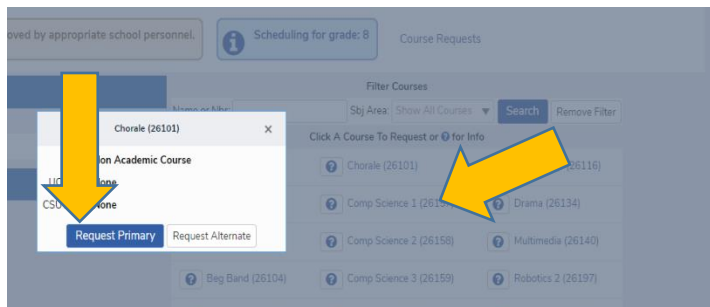 oved by appropriate school personnel.
Scheduling for grade: 8
Course Requests
Filter Courses
Name or Nbr:
Sbj Area: Show All Courses
Search
Remove Filter
Click A Course To Request or ? for Info
Chorale (26101) X
Non Academic Course
None
CSU None
Request Primary
Request Alternate
? Chorale (26101)
26116)
? Comp Science 1
? Drama (26134)
? Comp Science 2 (26158)
? Multimedia (26140)
? Beg Band (26104)
? Comp Science 3 (26159)
? Robotics 2 (26197)